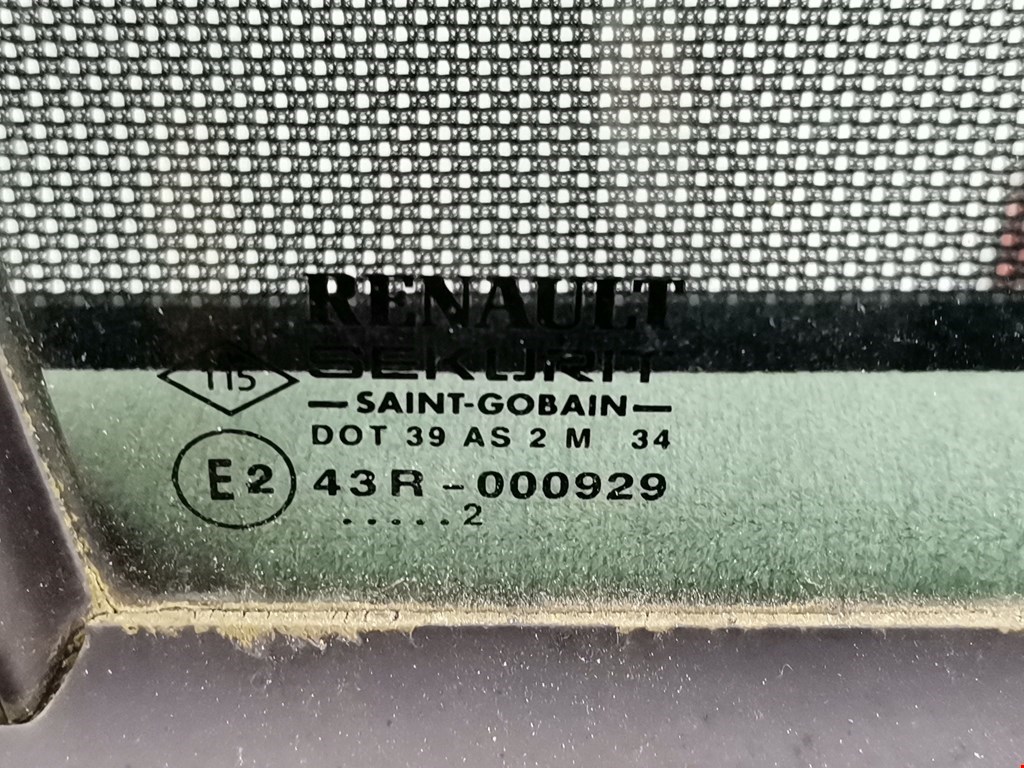 RENAULT
SEKURIT
115
SAINT-GOBAIN
DOT 39 AS 2 M 34
E2 43R-000929
.....2